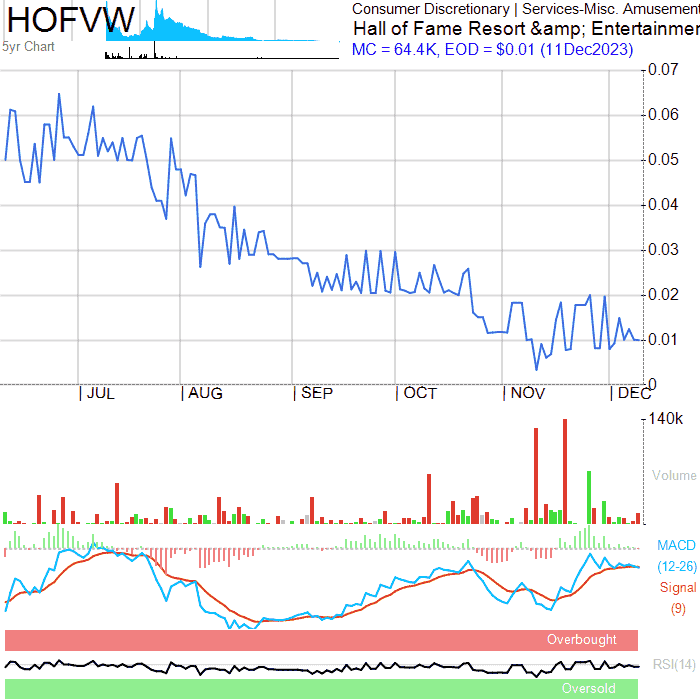 HOFVW
5yr Chart
Consumer Discretionary | Services-Misc. Amusement
Hall of Fame Resort &amp; Entertainmen
MC = 64.4K, EOD = $0.01 (11Dec2023)
0.07
0.06
0.05
0.04
0.03
0.02
0.01
0
JUL AUG SEP OCT NOV DEC
140k
Volume
MACD
(12-26)
Signal
(9)
Overbought
RSI(14)
Oversold